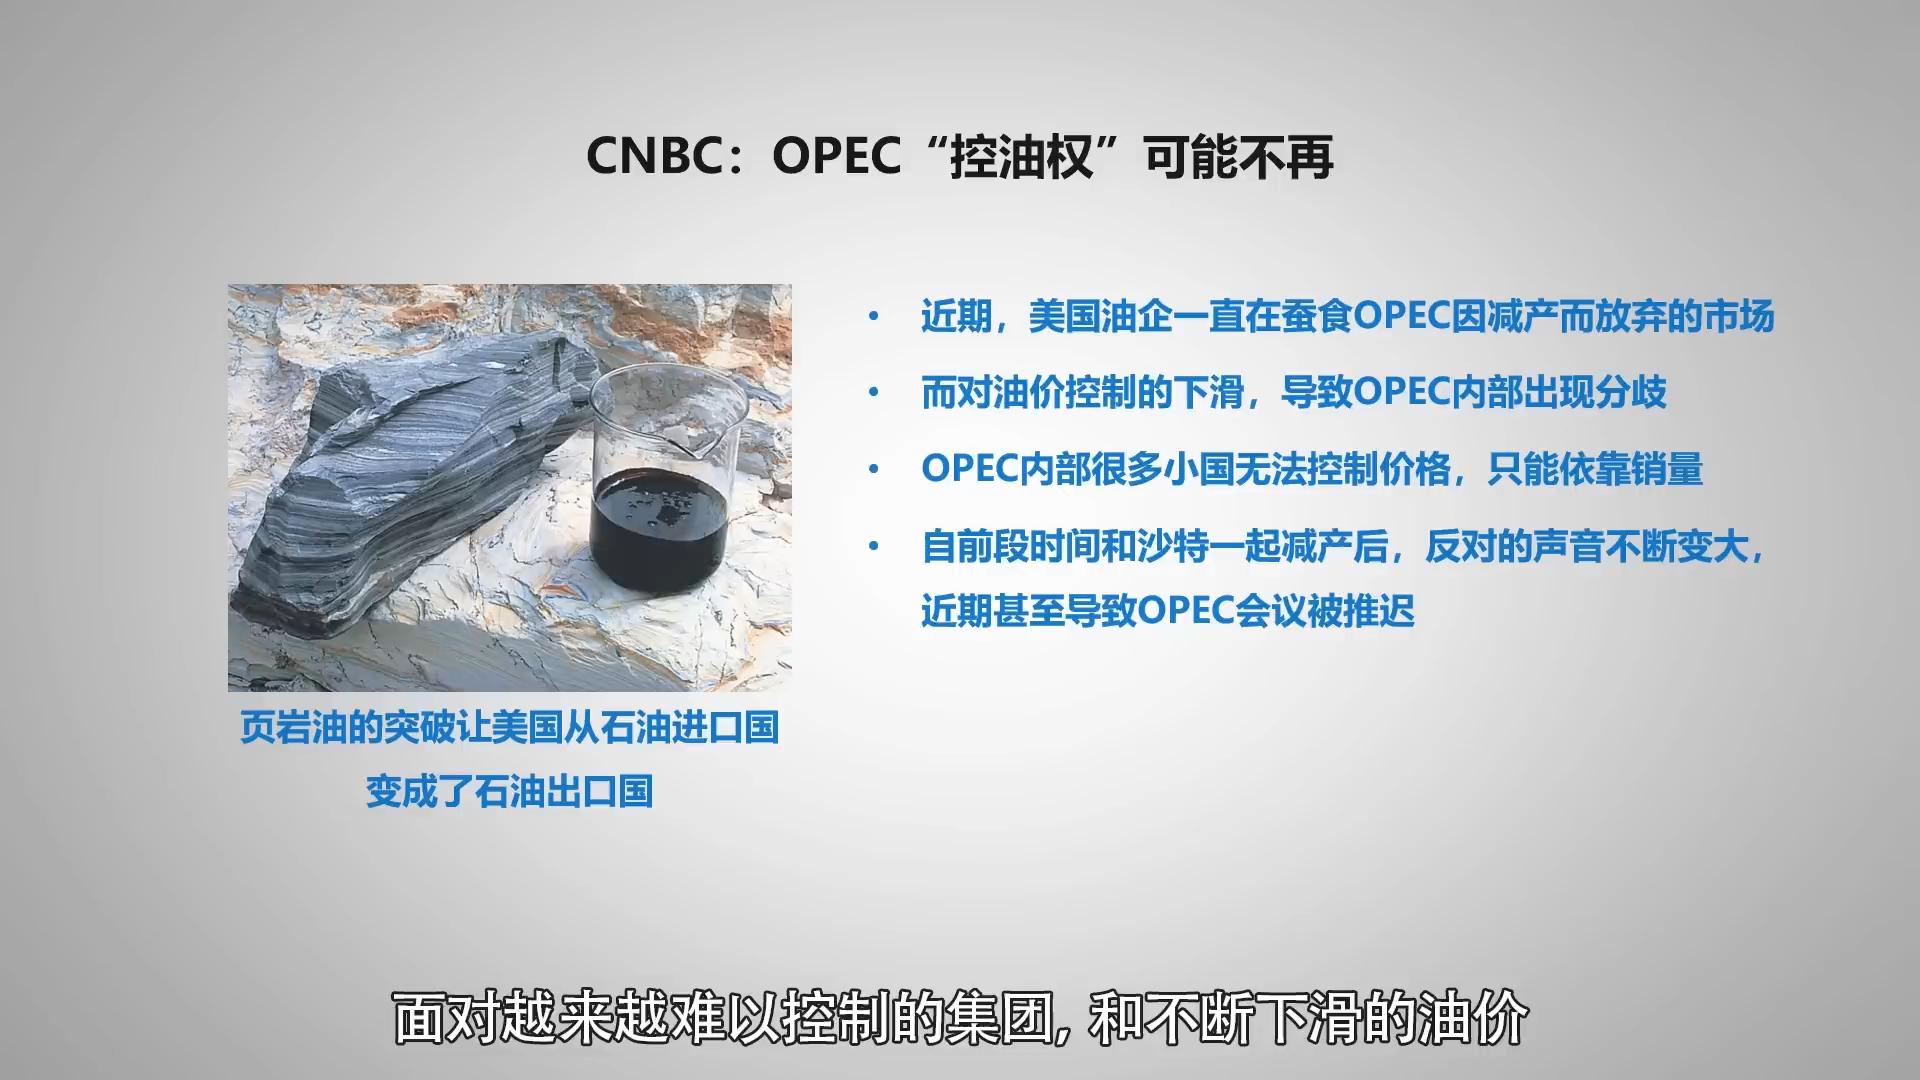 CNBC：OPEC“控油权”可能不再
页岩油的突破让美国从石油进口国
变成了石油出口国
• 近期，美国油企一直在蚕食OPEC因减产而放弃的市场
• 而对油价控制的下滑，导致OPEC内部出现分歧
• OPEC内部很多小国无法控制价格，只能依靠销量
• 自前段时间和沙特一起减产后，反对的声音不断变大，
近期甚至导致OPEC会议被推迟
面对越来越难以控制的集团, 和不断下滑的油价